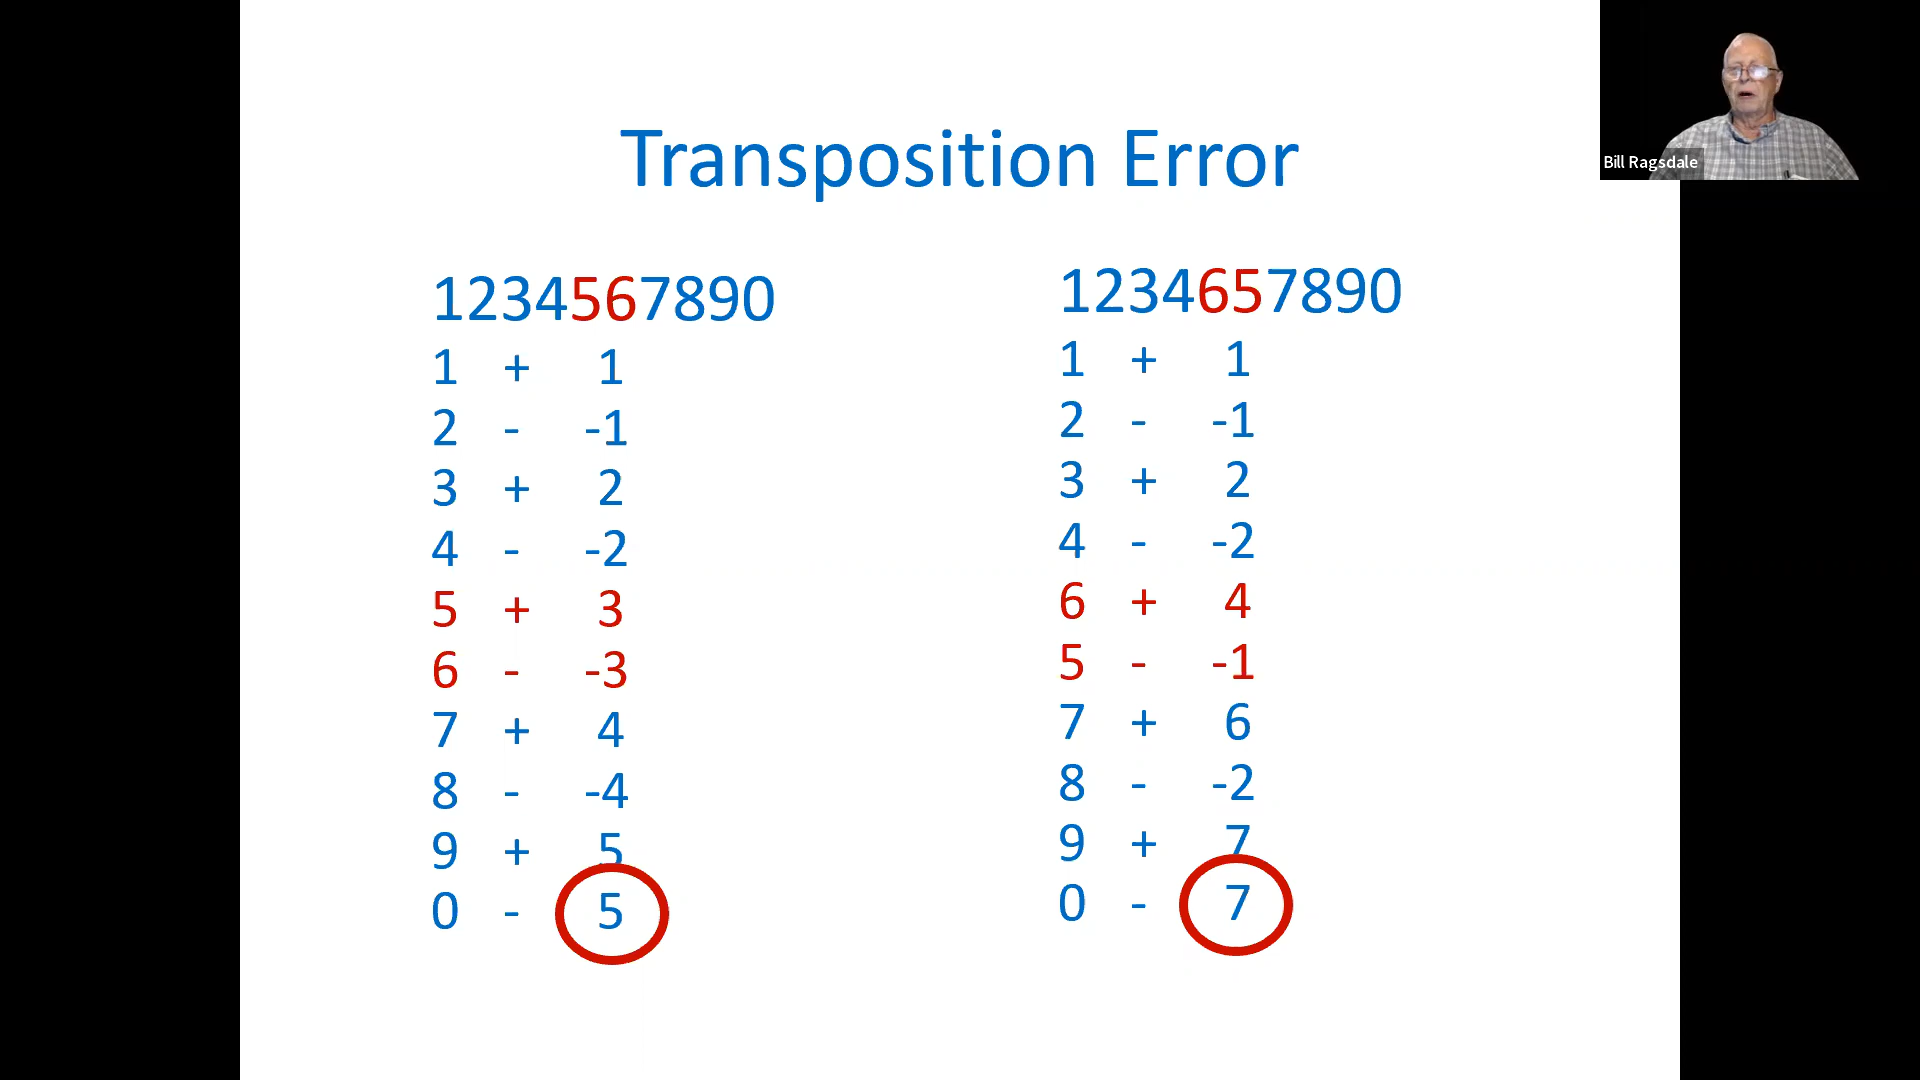 Transposition Error
Bill Ragsdale
1234567890
1 + 1
2 - -1
3 + 2
4 - -2
5 + 3
6 - -3
7 + 4
8 - -4
9 + 5
0 - 5
1234657890
1 + 1
2 - -1
3 + 2
4 - -2
6 + 4
5 - -1
7 + 6
8 - -2
9 + 7
0 - 7